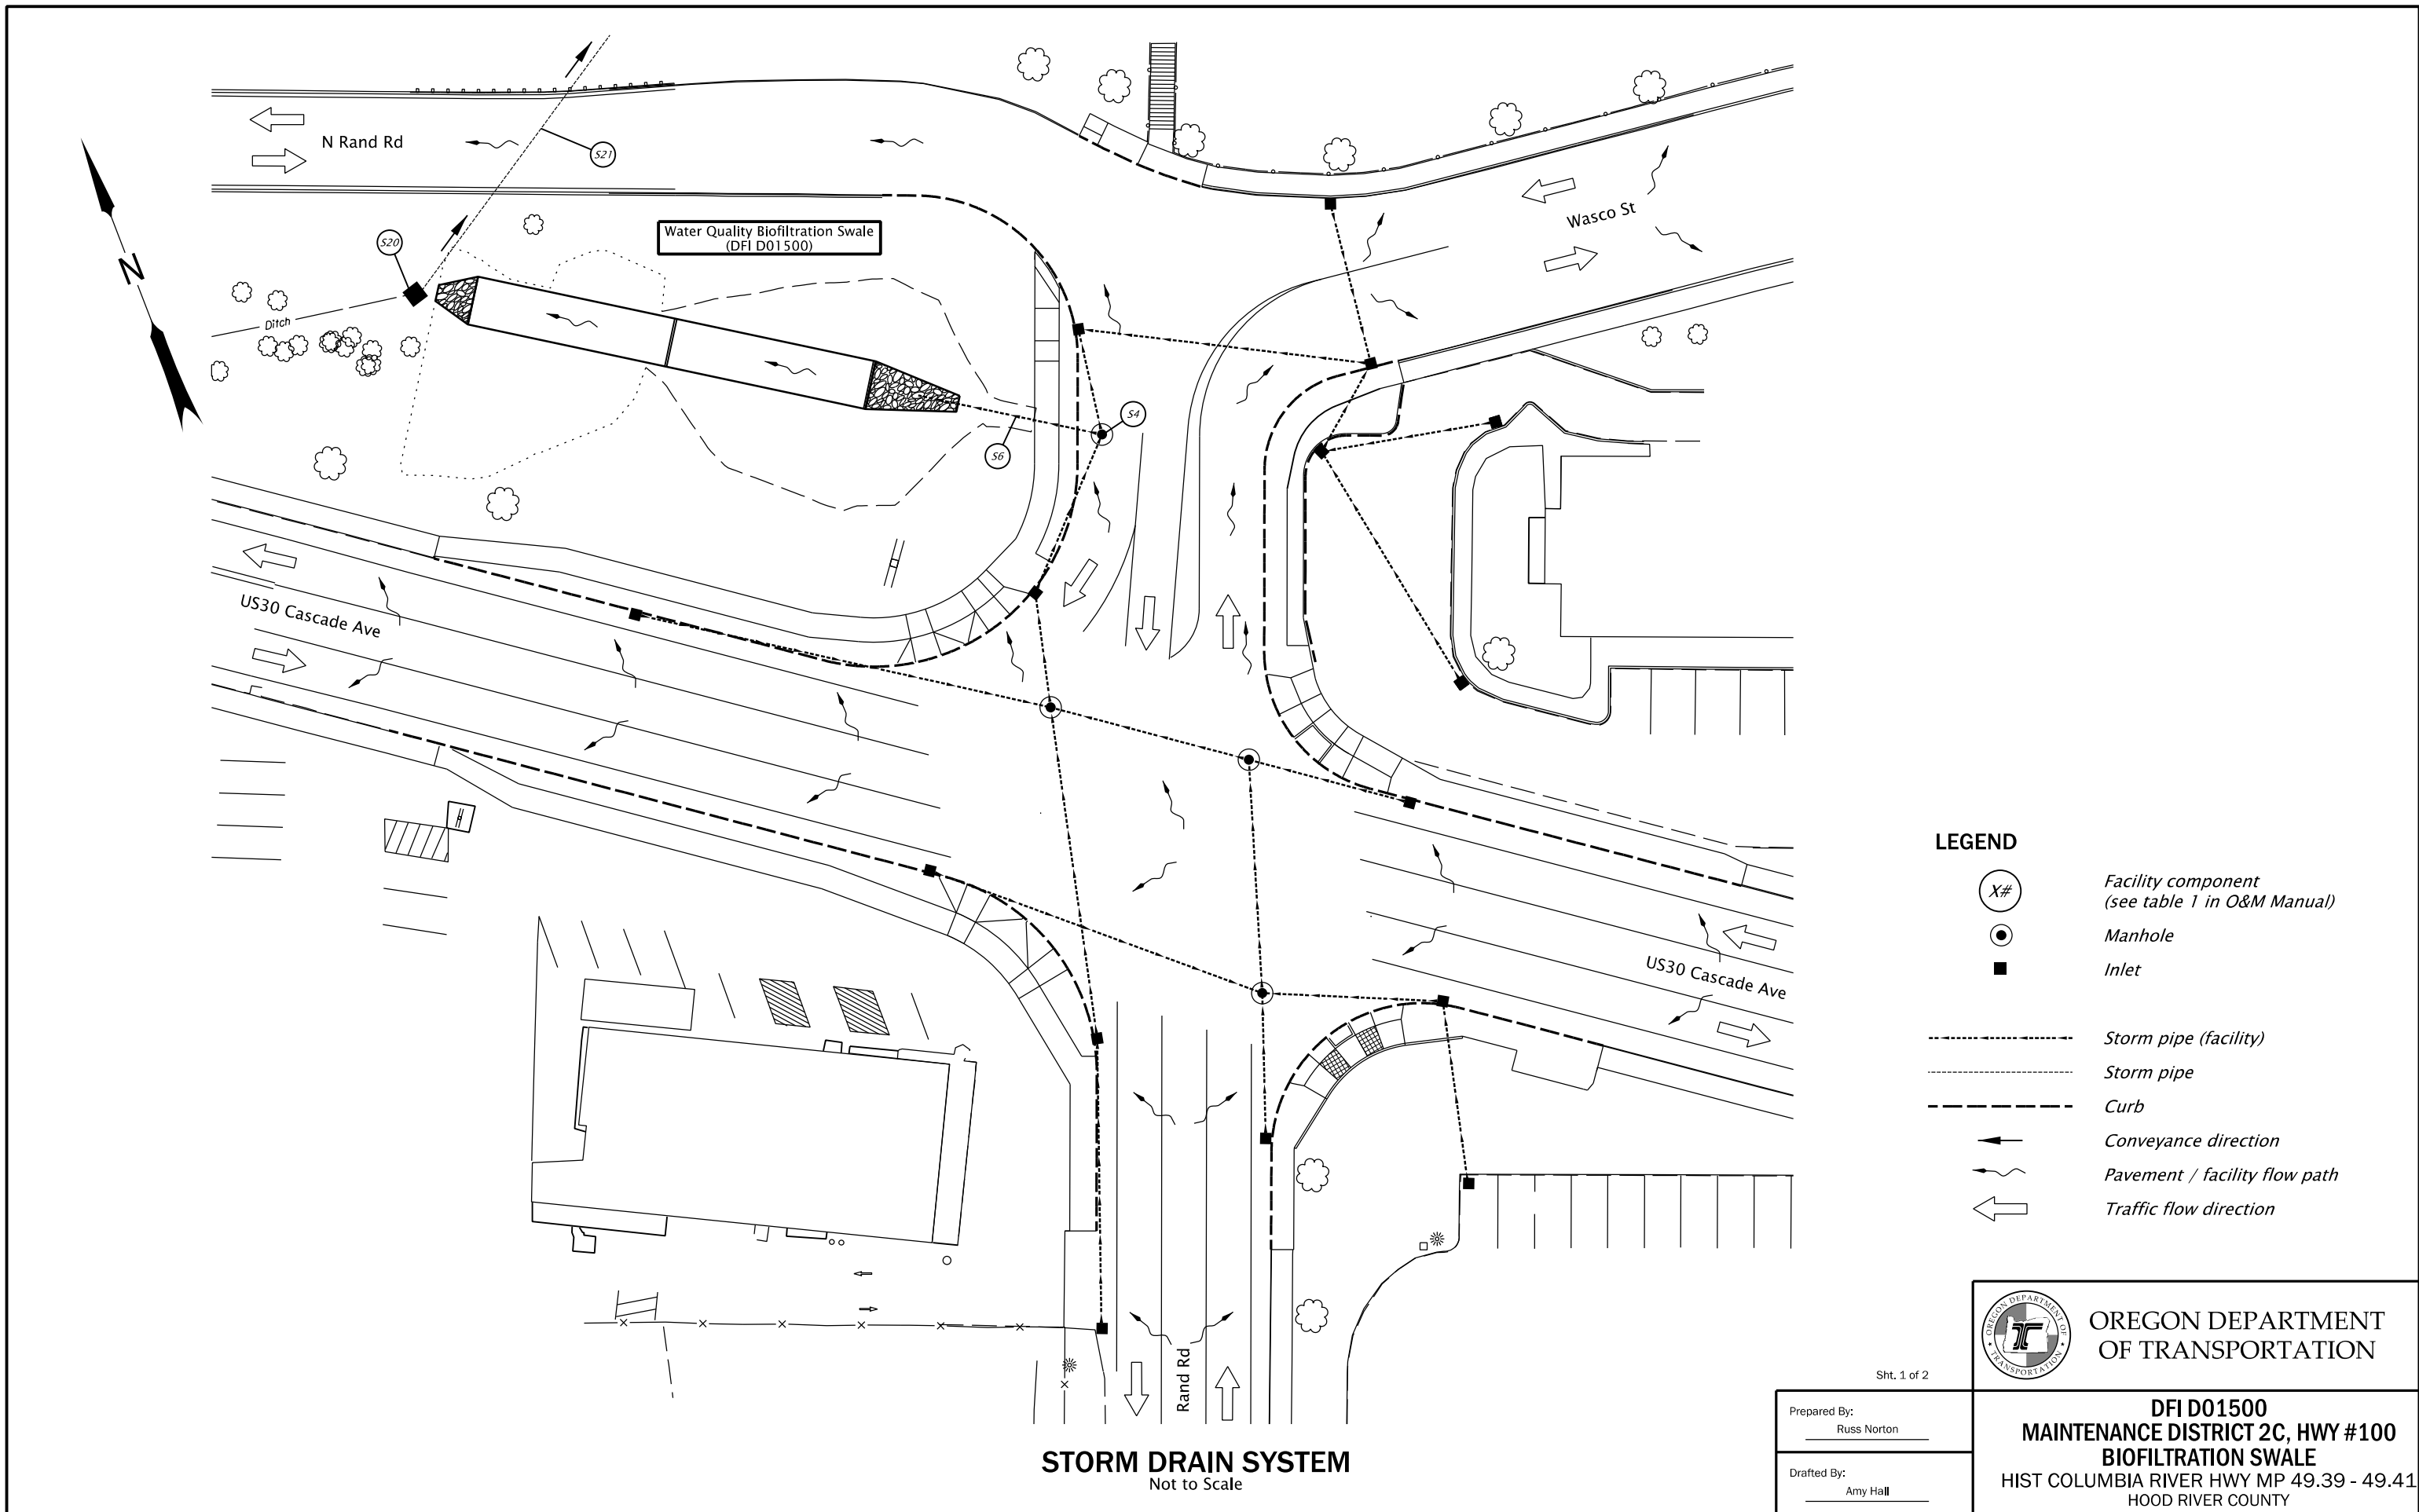 N Rand Rd
S21
S20
Water Quality Biofiltration Swale
(DFI D01500)
Wasco St
N
Ditch
S4
S6
US30 Cascade Ave
US30 Cascade Ave
Rand Rd
LEGEND
X#
Facility component
(see table 1 in O&M Manual)
Manhole
Inlet
Storm pipe (facility)
Storm pipe
Curb
Conveyance direction
Pavement / facility flow path
Traffic flow direction
STORM DRAIN SYSTEM
Not to Scale
Sht. 1 of 2
Prepared By:
Russ Norton
Drafted By:
Amy Hall
OREGON DEPARTMENT OF TRANSPORTATION
OREGON DEPARTMENT
OF TRANSPORTATION
DFI D01500
MAINTENANCE DISTRICT 2C, HWY #100
BIOFILTRATION SWALE
HIST COLUMBIA RIVER HWY MP 49.39 - 49.41
HOOD RIVER COUNTY